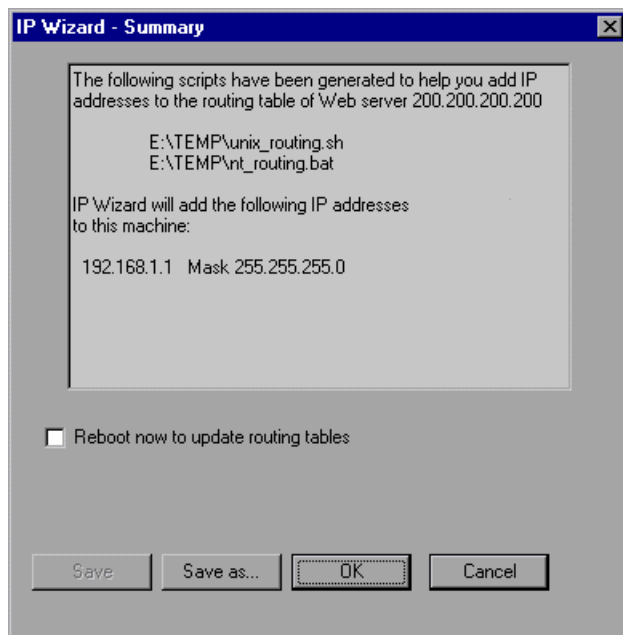 IP Wizard - Summary
The following scripts have been generated to help you add IP
addresses to the routing table of Web server 200.200.200.200
E:\TEMP\unix_routing.sh
E:\TEMP\nt_routing.bat
IP Wizard will add the following IP addresses
to this machine:
192.168.1.1 Mask 255.255.255.0
Reboot now to update routing tables
Save Save as... OK Cancel